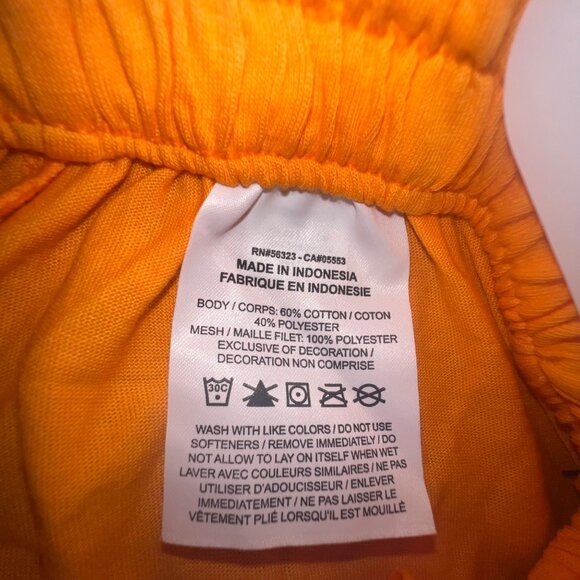 RN#56323 - CA#05553
MADE IN INDONESIA
FABRIQUE EN INDONESIE
BODY / CORPS: 60% COTTON / COTON
40% POLYESTER
MESH / MAILLE FILET: 100% POLYESTER
EXCLUSIVE OF DECORATION /
DECORATION NON COMPRISE
30C
WASH WITH LIKE COLORS / DO NOT USE
SOFTENERS / REMOVE IMMEDIATELY / DO
NOT ALLOW TO LAY ON ITSELF WHEN WET
LAVER AVEC COULEURS SIMILAIRES / NE PAS
UTILISER D'ADOUCISSEUR / ENLEVER
IMMÉDIATEMENT / NE PAS LAISSER LE
VÊTEMENT PLIÉ LORSQU'IL EST MOUILLÉ